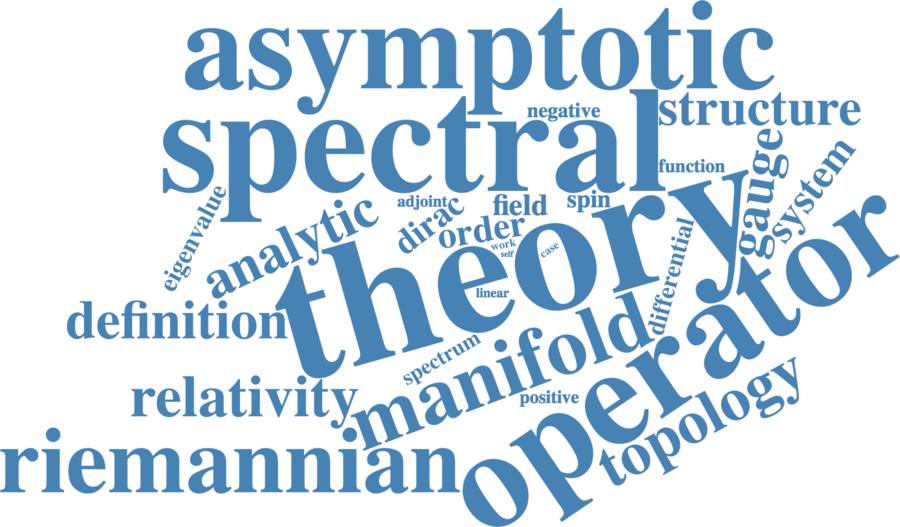 asymptotic
spectral
negative
structure
function
gauge
system
eigenvalue
analytic
adjoint
dirac
field
spin
order
work
self
case
theory
differential
operator
linear
definition
manifold
spectrum
relativity
positive
topology
riemannian